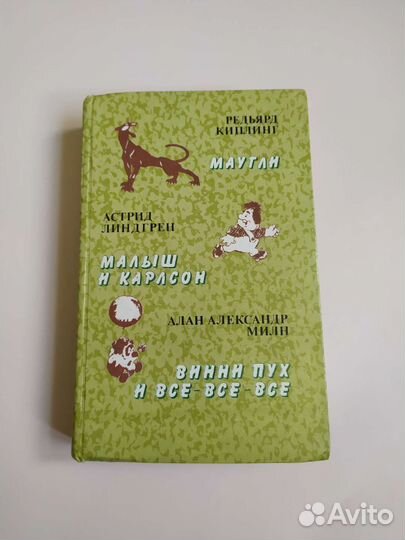 РЕДЬЯРД
КИПЛИНГ
МАУГЛИ
АСТРИД
ЛИНДГРЕН
МАЛЫШ
И КАРЛСОН
АЛАН АЛЕКСАНДР
МИЛН
ВИННИ ПУХ
И ВСЕ-ВСЕ-ВСЕ
Avito